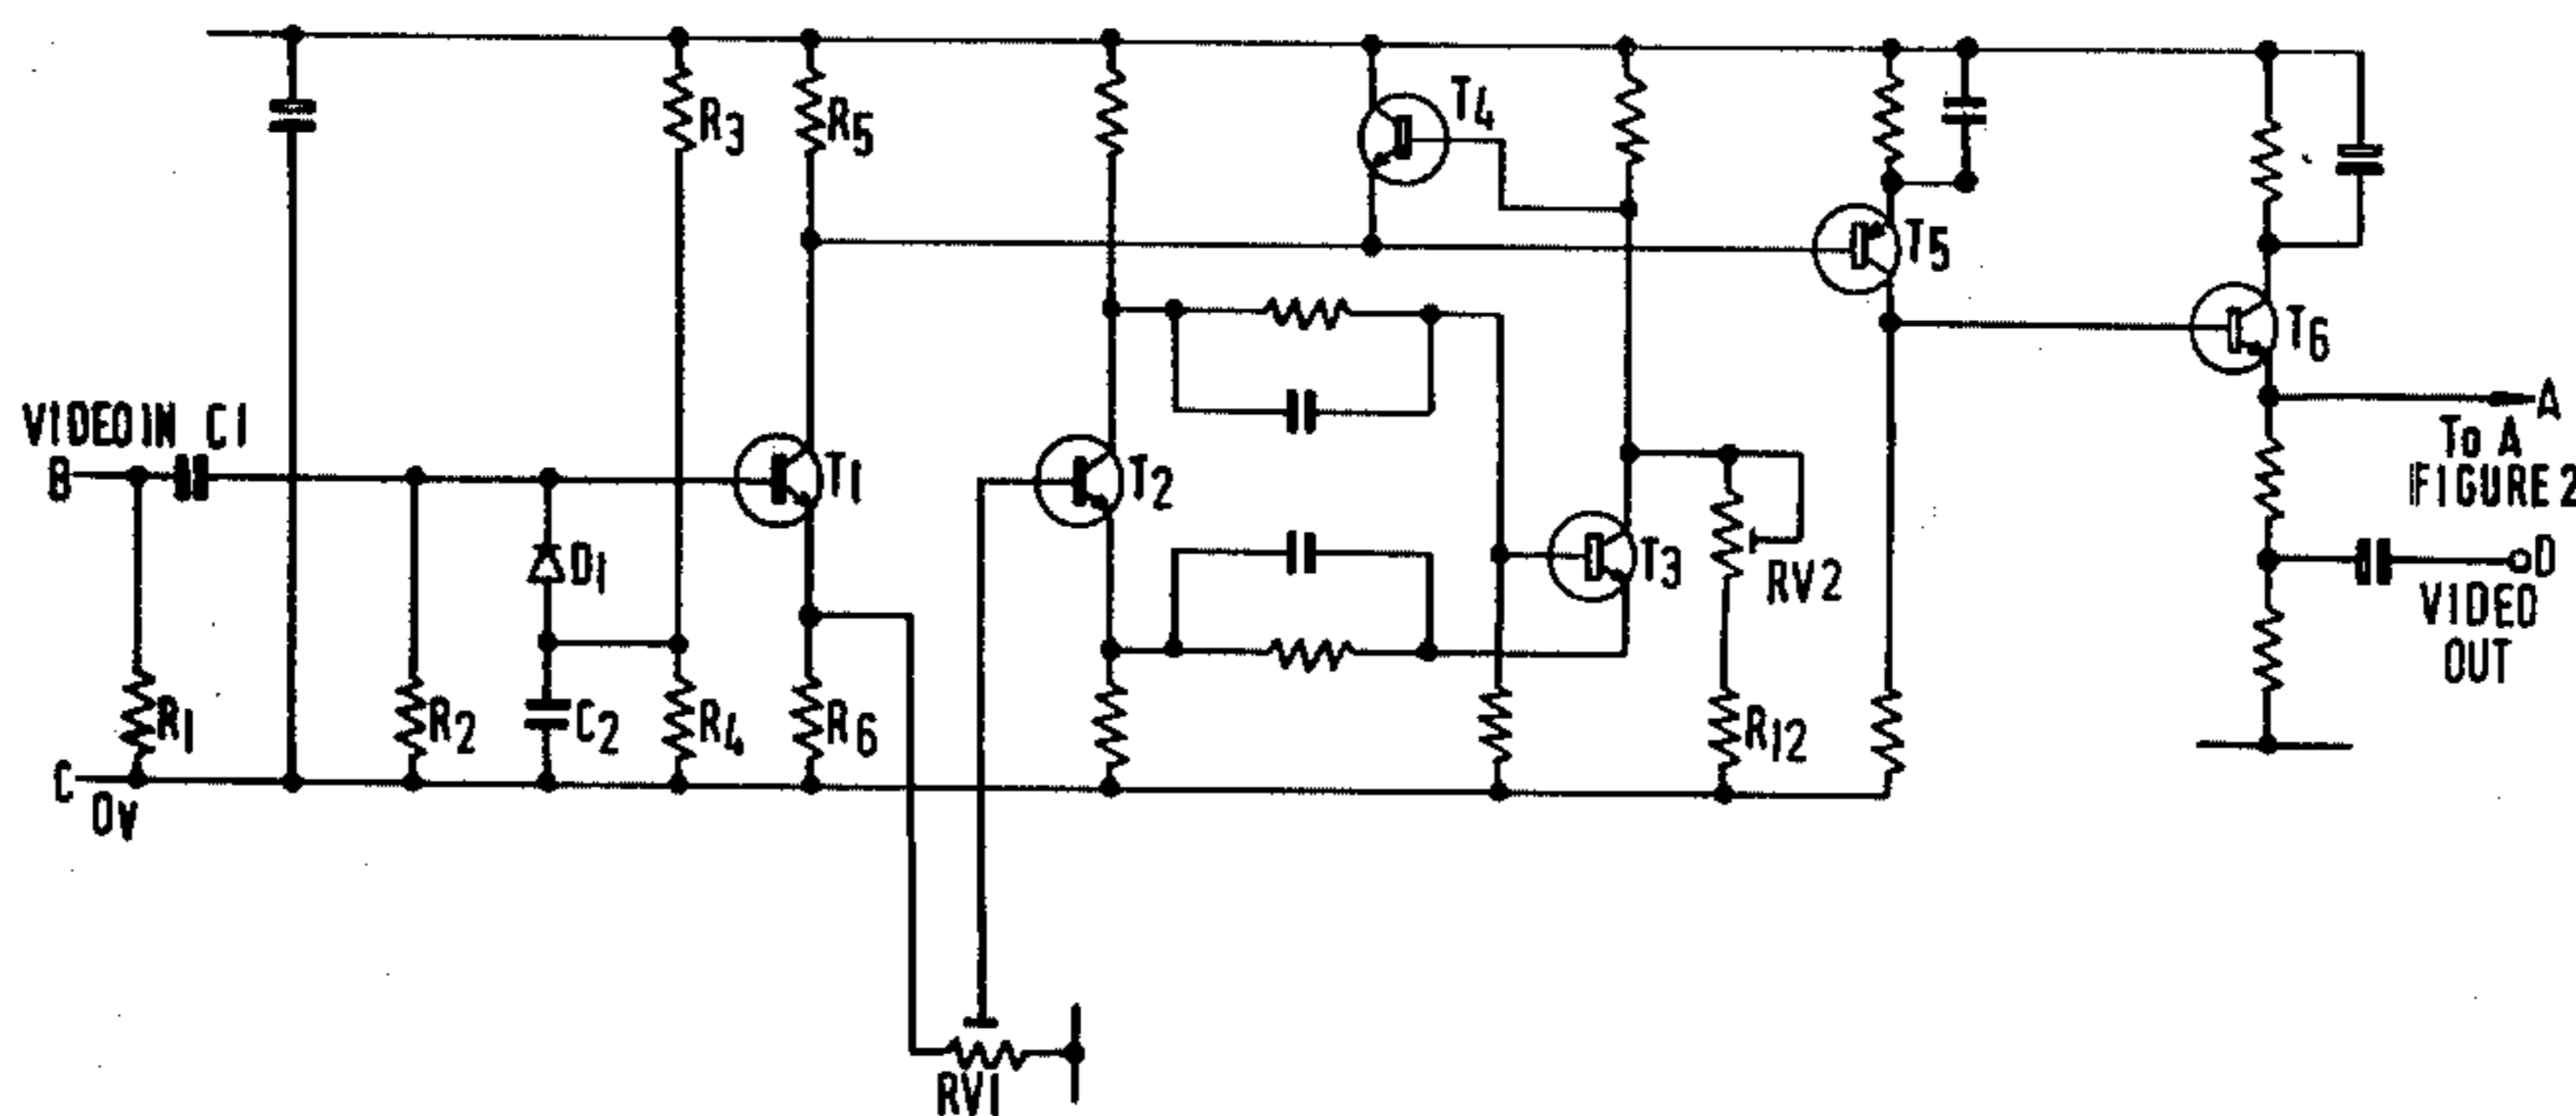 T4
R3
R5
T5
T6
VIDEO IN C1
B
T1
T2
A
To A
FIGURE 2
D1
T3
RV2
D
VIDEO
OUT
R1
R2
C2
R4
R6
R12
C
0v
RV1